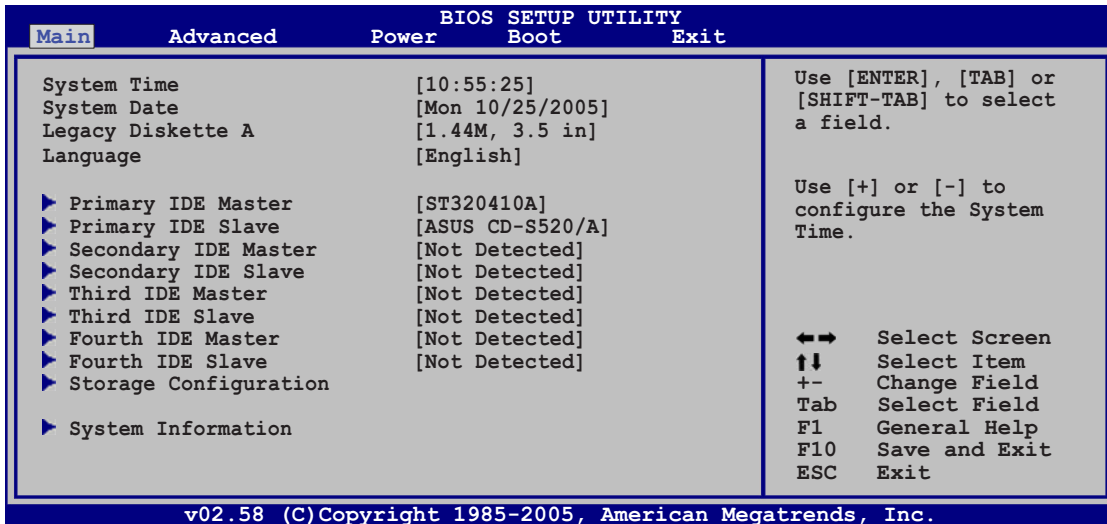 BIOS SETUP UTILITY
Main Advanced Power Boot Exit
System Time [10:55:25]
System Date [Mon 10/25/2005]
Legacy Diskette A [1.44M, 3.5 in]
Language [English]
Primary IDE Master [ST320410A]
Primary IDE Slave [ASUS CD-S520/A]
Secondary IDE Master [Not Detected]
Secondary IDE Slave [Not Detected]
Third IDE Master [Not Detected]
Third IDE Slave [Not Detected]
Fourth IDE Master [Not Detected]
Fourth IDE Slave [Not Detected]
Storage Configuration
System Information
Use [ENTER], [TAB] or
[SHIFT-TAB] to select
a field.
Use [+] or [-] to
configure the System
Time.
←→ Select Screen
↑↓ Select Item
+- Change Field
Tab Select Field
F1 General Help
F10 Save and Exit
ESC Exit
v02.58 (C)Copyright 1985-2005, American Megatrends, Inc.